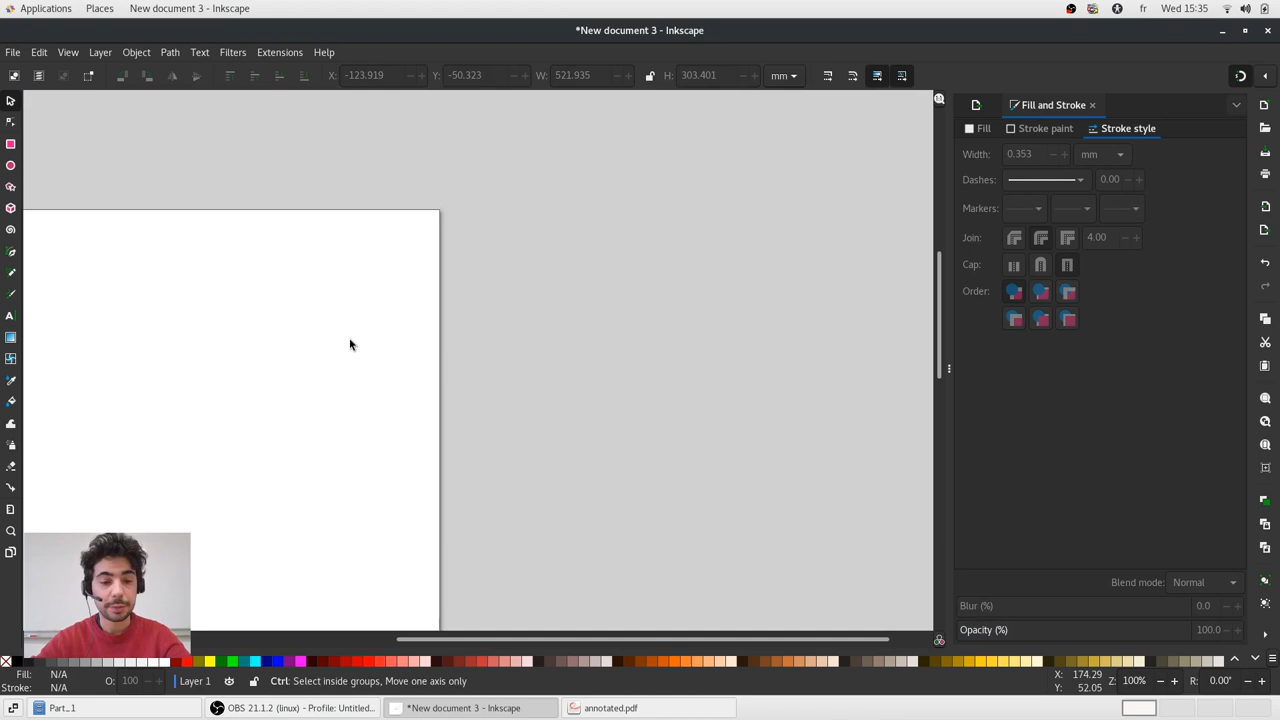 Applications Places New document 3 - Inkscape fr Wed 15:35
*New document 3 - Inkscape
File Edit View Layer Object Path Text Filters Extensions Help
X: -123.919 Y: -50.323 W: 521.935 H: 303.401 mm
Fill and Stroke
Fill Stroke paint Stroke style
Width: 0.353 mm
Dashes: 0.00
Markers:
Join: 4.00
Cap:
Order:
Blend mode: Normal
Blur (%) 0.0
Opacity (%) 100.0
Fill: N/A O: 100 Layer 1 Ctrl: Select inside groups, Move one axis only X: 174.29 Z: 100% R: 0.00°
Stroke: N/A Y: 52.05
Part_1 OBS 21.1.2 (linux) - Profile: Untitled... *New document 3 - Inkscape annotated.pdf